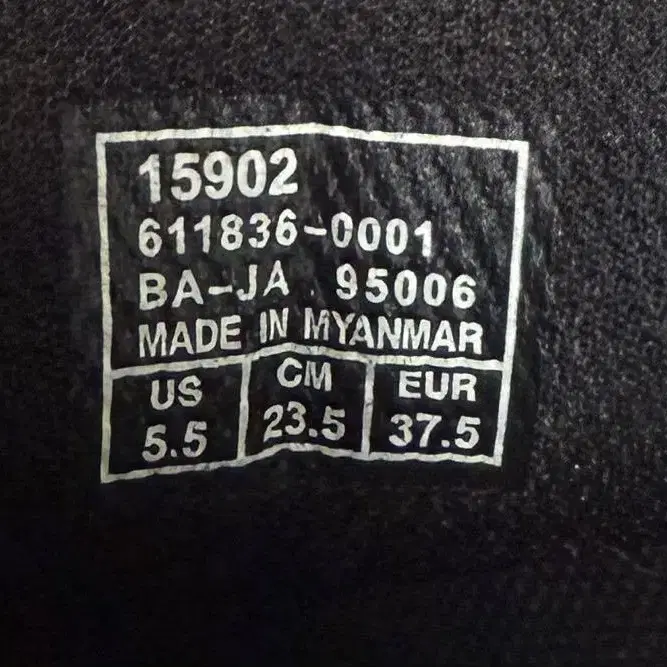 15902
611836-0001
BA-JA 95006
MADE IN MYANMAR
US CM EUR
5.5 23.5 37.5